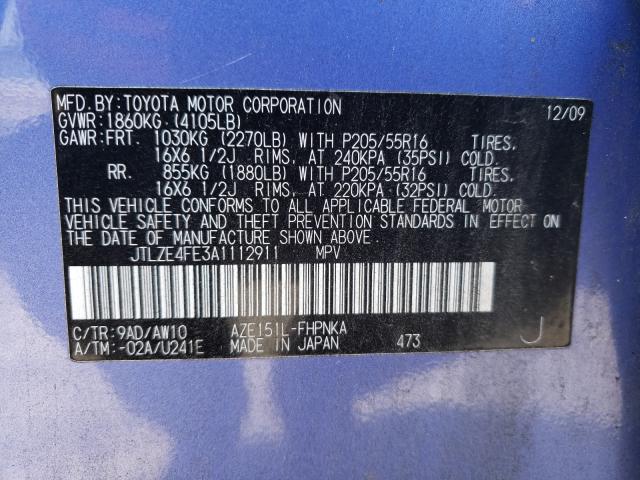 MFD.BY:TOYOTA MOTOR CORPORATION 12/09
GVWR:1860KG (4105LB)
GAWR:FRT. 1030KG (2270LB) WITH P205/55R16 TIRES.
16X6 1/2J RIMS. AT 240KPA (35PSI) COLD.
RR. 855KG (1880LB) WITH P205/55R16 TIRES.
16X6 1/2J RIMS. AT 220KPA (32PSI) COLD.
THIS VEHICLE CONFORMS TO ALL APPLICABLE FEDERAL MOTOR
VEHICLE SAFETY AND THEFT PREVENTION STANDARDS IN EFFECT ON
THE DATE OF MANUFACTURE SHOWN ABOVE.
JTLZE4FE3A1112911 MPV
C/TR:9AD/AW10 AZE151L-FHPNKA
A/TM:-02A/U241E MADE IN JAPAN 473 J